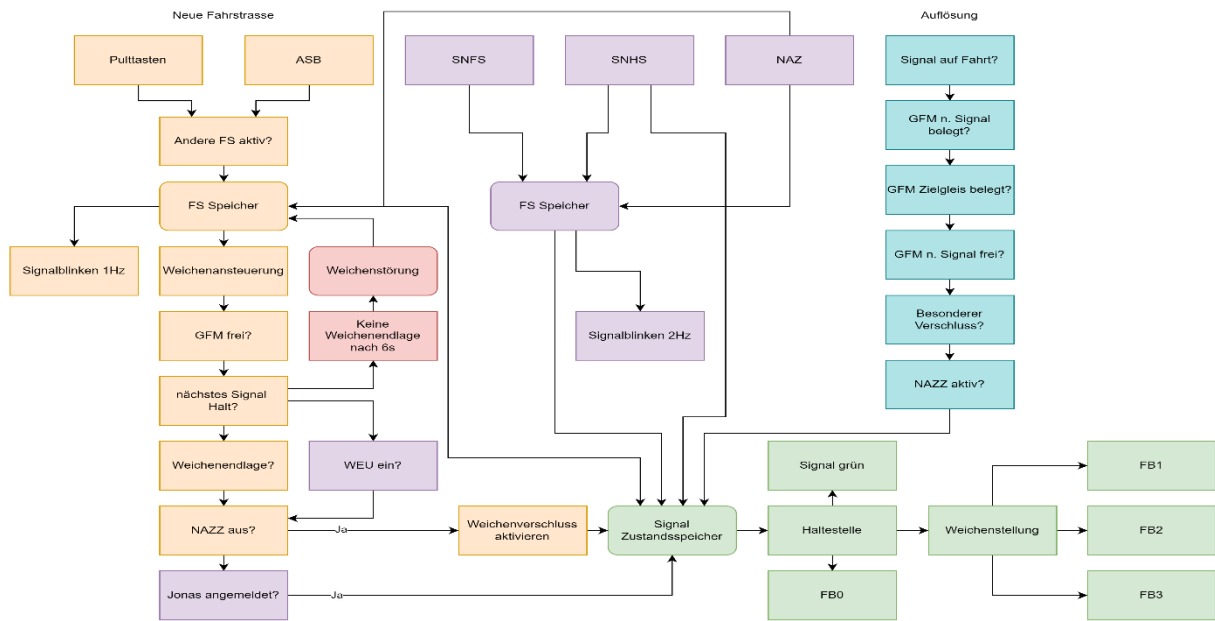 Neue Fahrstrasse
Auflösung
Pulttasten
ASB
SNFS
SNHS
NAZ
Signal auf Fahrt?
GFM n. Signal
belegt?
Andere FS aktiv?
GFM Zielgleis belegt?
FS Speicher
FS Speicher
GFM n. Signal frei?
Signalblinken 1Hz
Weichenansteuerung
Weichenstörung
Besonderer
Verschluss?
GFM frei?
Keine
Weichenendlage
nach 6s
Signalblinken 2Hz
NAZZ aktiv?
nächstes Signal
Halt?
Weichenendlage?
WEU ein?
Signal grün
FB1
NAZZ aus?
Ja
Weichenverschluss
aktivieren
Signal
Zustandsspeicher
Haltestelle
Weichenstellung
FB2
Jonas angemeldet?
Ja
FB0
FB3